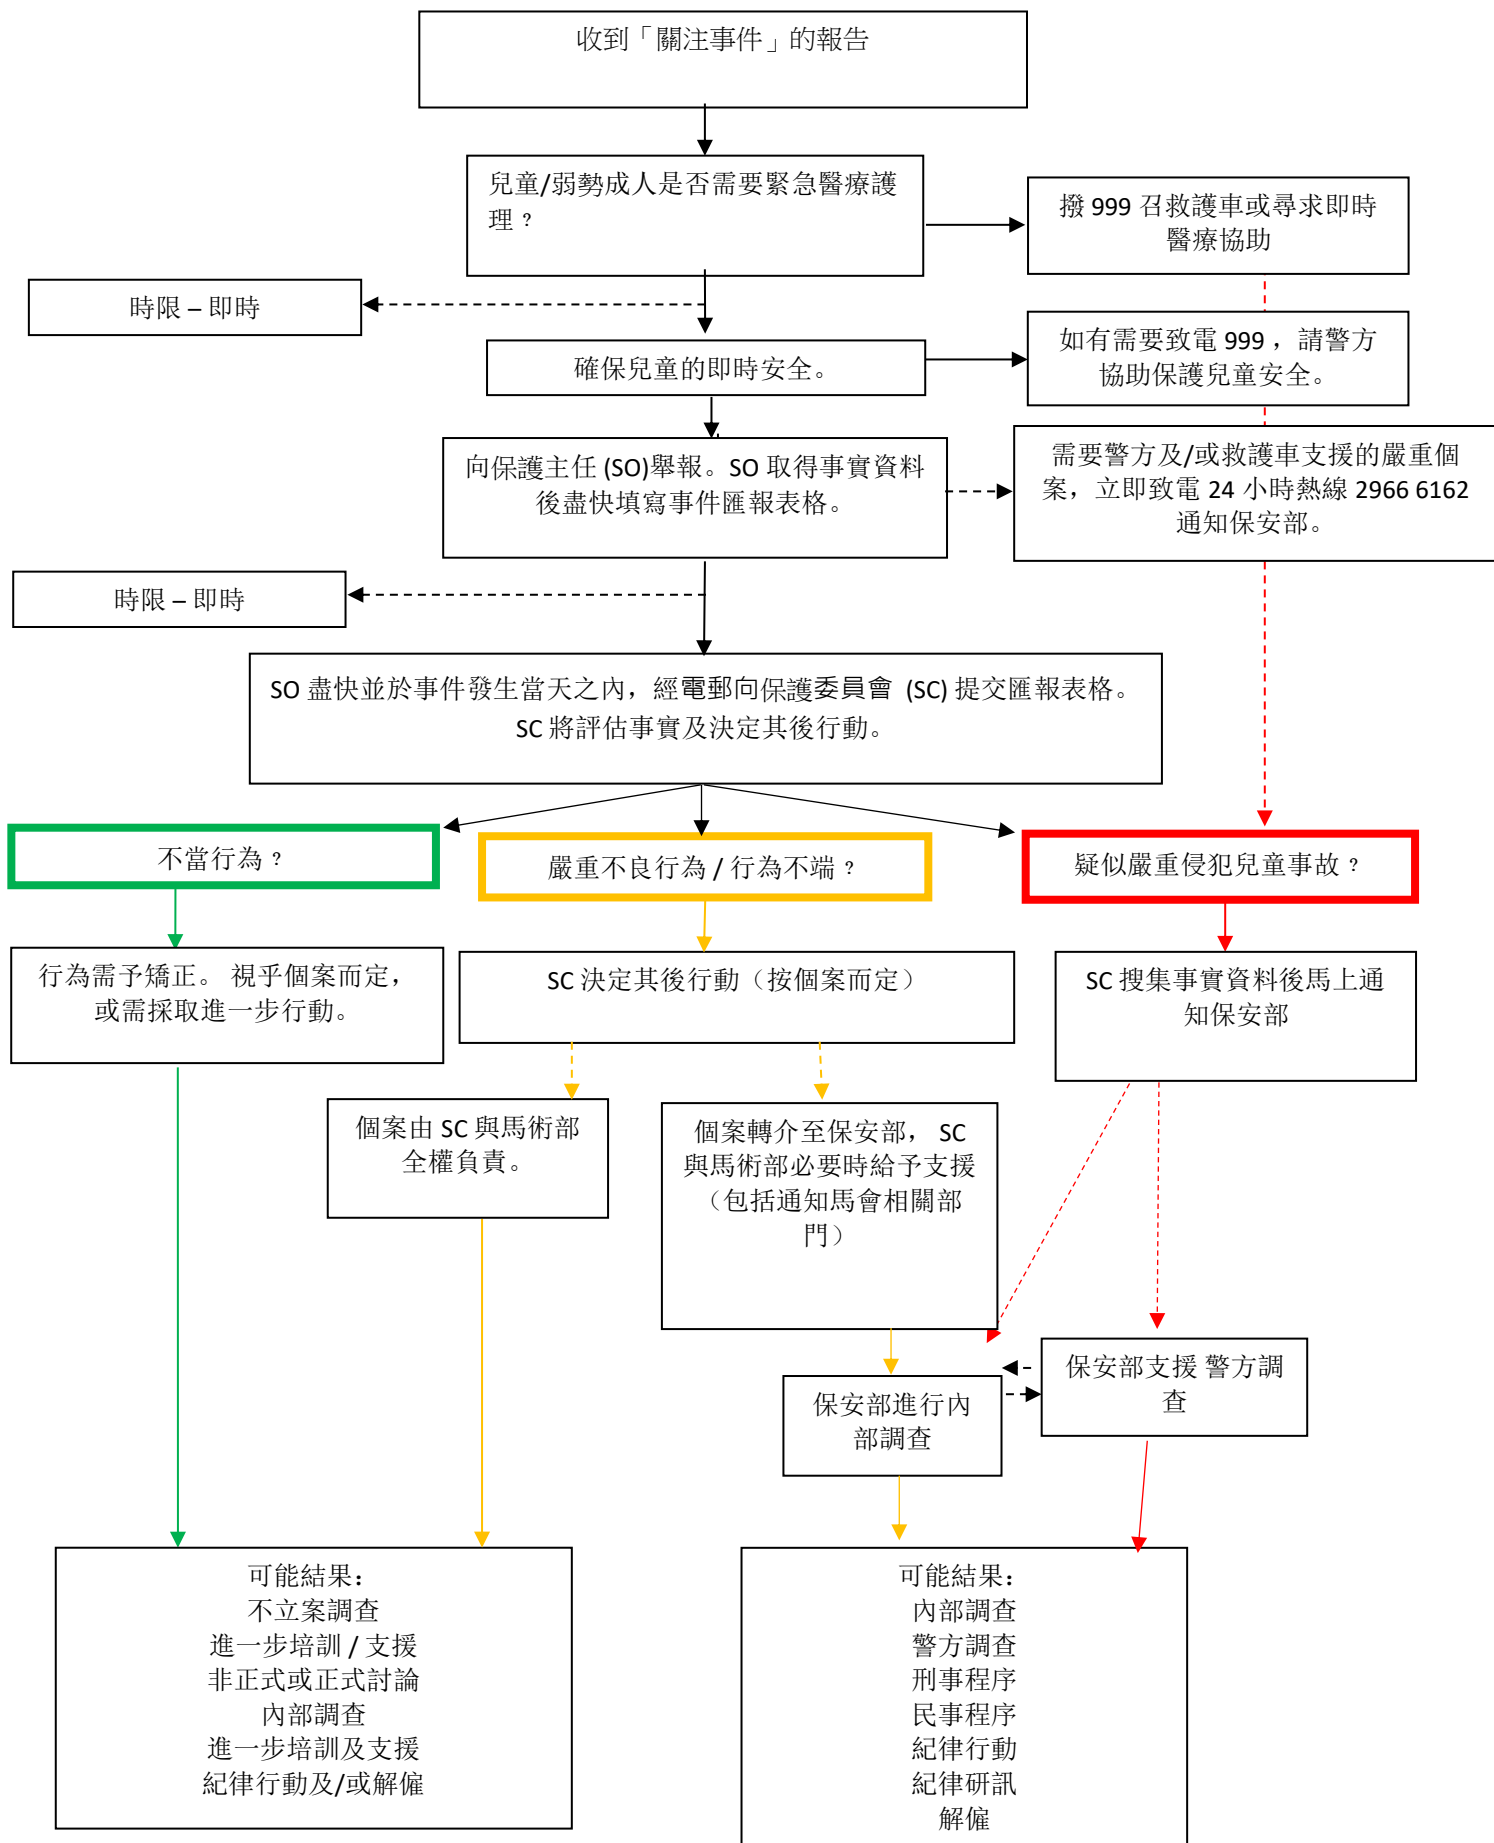 收到「關注事件」的報告
兒童/弱勢成人是否需要緊急醫療護
理﹖
撥 999 召救護車或尋求即時
醫療協助
時限 – 即時
確保兒童的即時安全。
如有需要致電 999 ，請警方
協助保護兒童安全。
向保護主任 (SO)舉報。SO 取得事實資料
後盡快填寫事件匯報表格。
需要警方及/或救護車支援的嚴重個
案，立即致電 24 小時熱線 2966 6162
通知保安部。
時限 – 即時
SO 盡快並於事件發生當天之內，經電郵向保護委員會 (SC) 提交匯報表格。
SC 將評估事實及決定其後行動。
不當行為﹖
嚴重不良行為 / 行為不端﹖
疑似嚴重侵犯兒童事故﹖
行為需予矯正。 視乎個案而定，
或需採取進一步行動。
SC 決定其後行動（按個案而定）
SC 搜集事實資料後馬上通
知保安部
個案由 SC 與馬術部
全權負責。
個案轉介至保安部， SC
與馬術部必要時給予支援
（包括通知馬會相關部
門）
保安部進行內
部調查
保安部支援 警方調
查
可能結果：
不立案調查
進一步培訓 / 支援
非正式或正式討論
內部調查
進一步培訓及支援
紀律行動及/或解僱
可能結果：
內部調查
警方調查
刑事程序
民事程序
紀律行動
紀律研訊
解僱